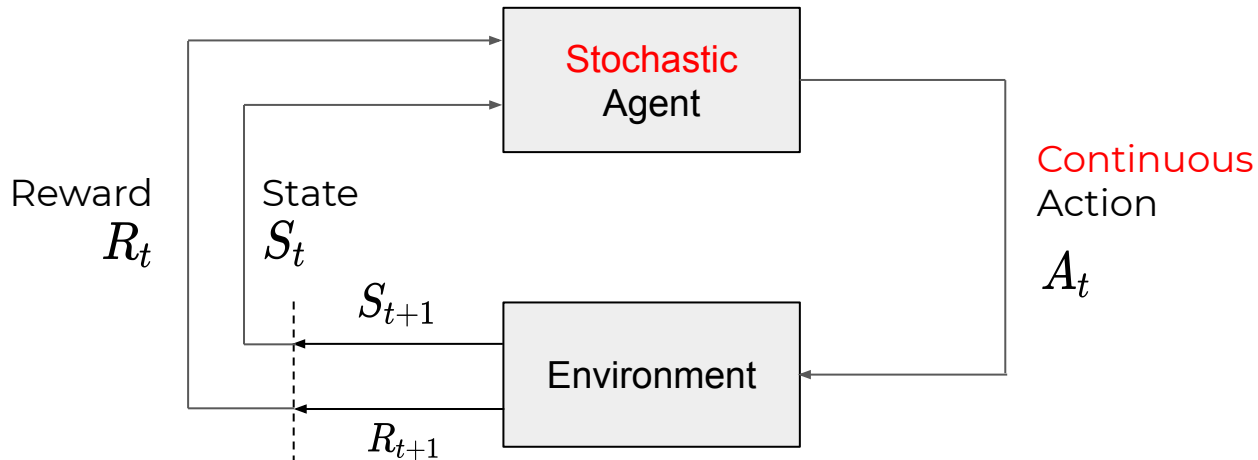 Stochastic
Agent
Continuous
Action
A_t
Reward
R_t
State
S_t
S_{t+1}
Environment
R_{t+1}